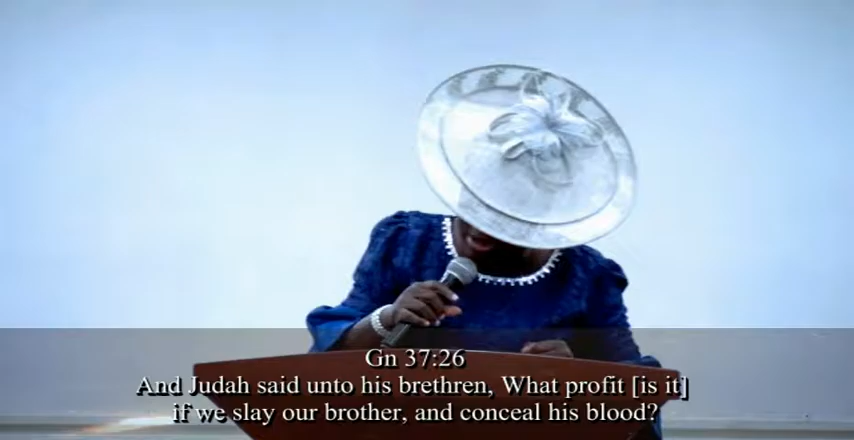 Gn 37:26
And Judah said unto his brethren, What profit [is it]
if we slay our brother, and conceal his blood?